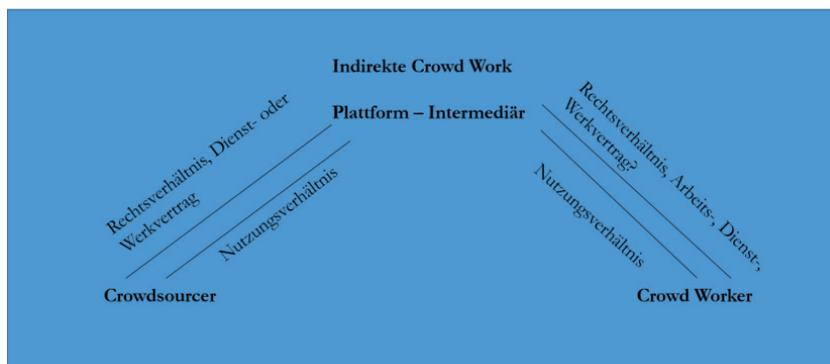 Indirekte Crowd Work
Plattform – Intermediär
Rechtsverhältnis, Dienst- oder
Werkvertrag
Nutzungsverhältnis
Rechtsverhältnis, Arbeits-, Dienst-,
Werkvertrag?
Nutzungsverhältnis
Crowdsourcer
Crowd Worker